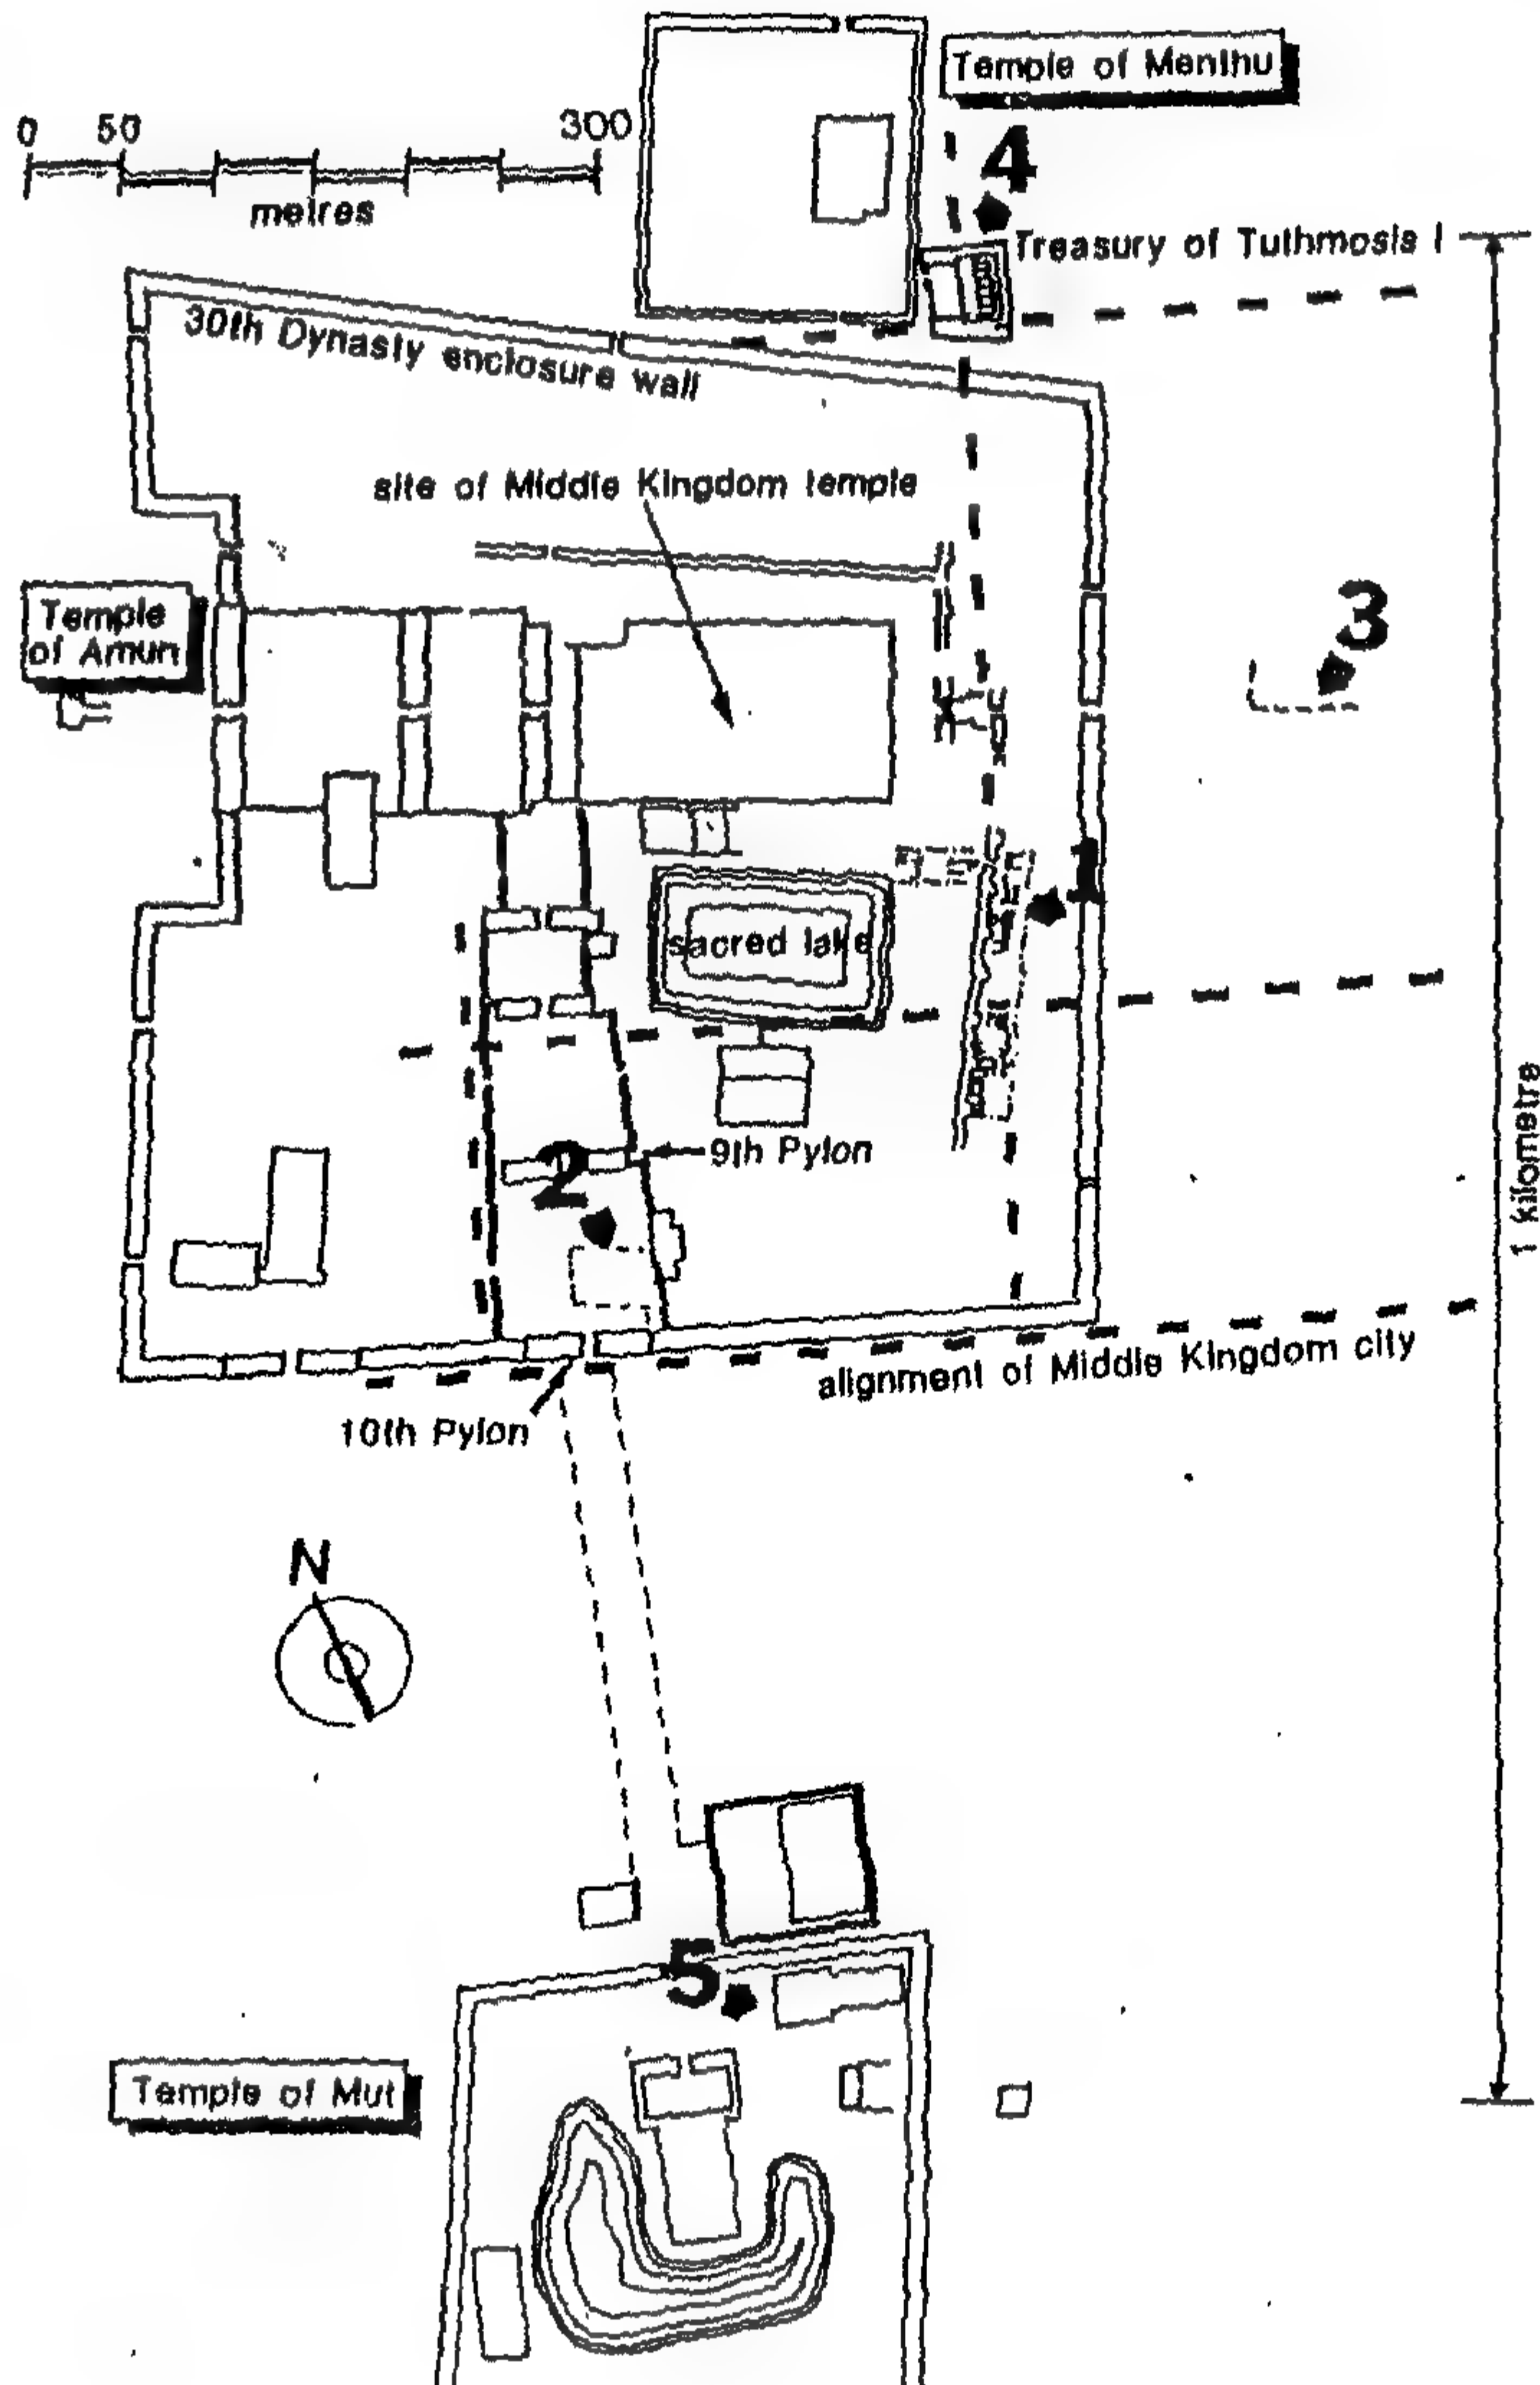 Temple of Menthu
0 50 300
metres
4
Treasury of Tuthmosis I
30th Dynasty enclosure wall
site of Middle Kingdom temple
Temple
of Amun
3
1
sacred lake
9th Pylon
2
1 kilometre
alignment of Middle Kingdom city
10th Pylon
N
5
Temple of Mut